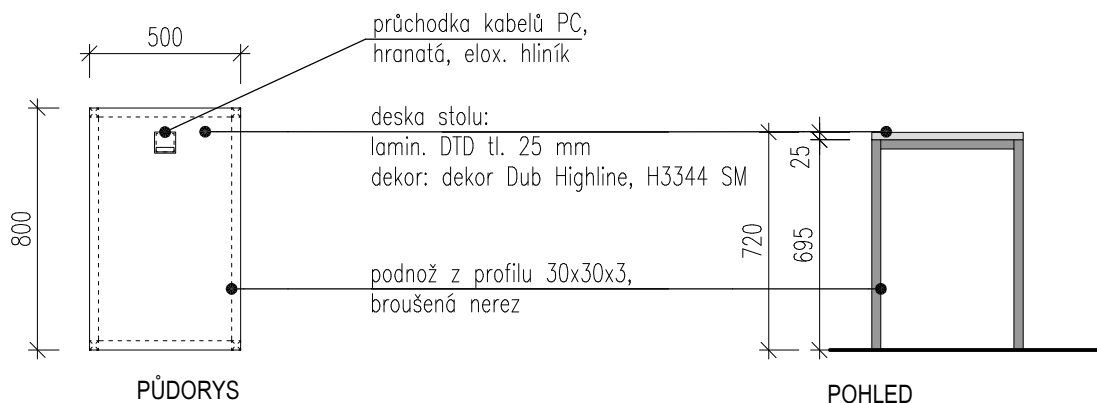 500
průchodka kabelů PC,
hranatá, elox. hliník
deska stolu:
lamin. DTD tl. 25 mm
dekor: dekor Dub Highline, H3344 SM
25
800
720
695
podnož z profilu 30x30x3,
broušená nerez
PŮDORYS
POHLED